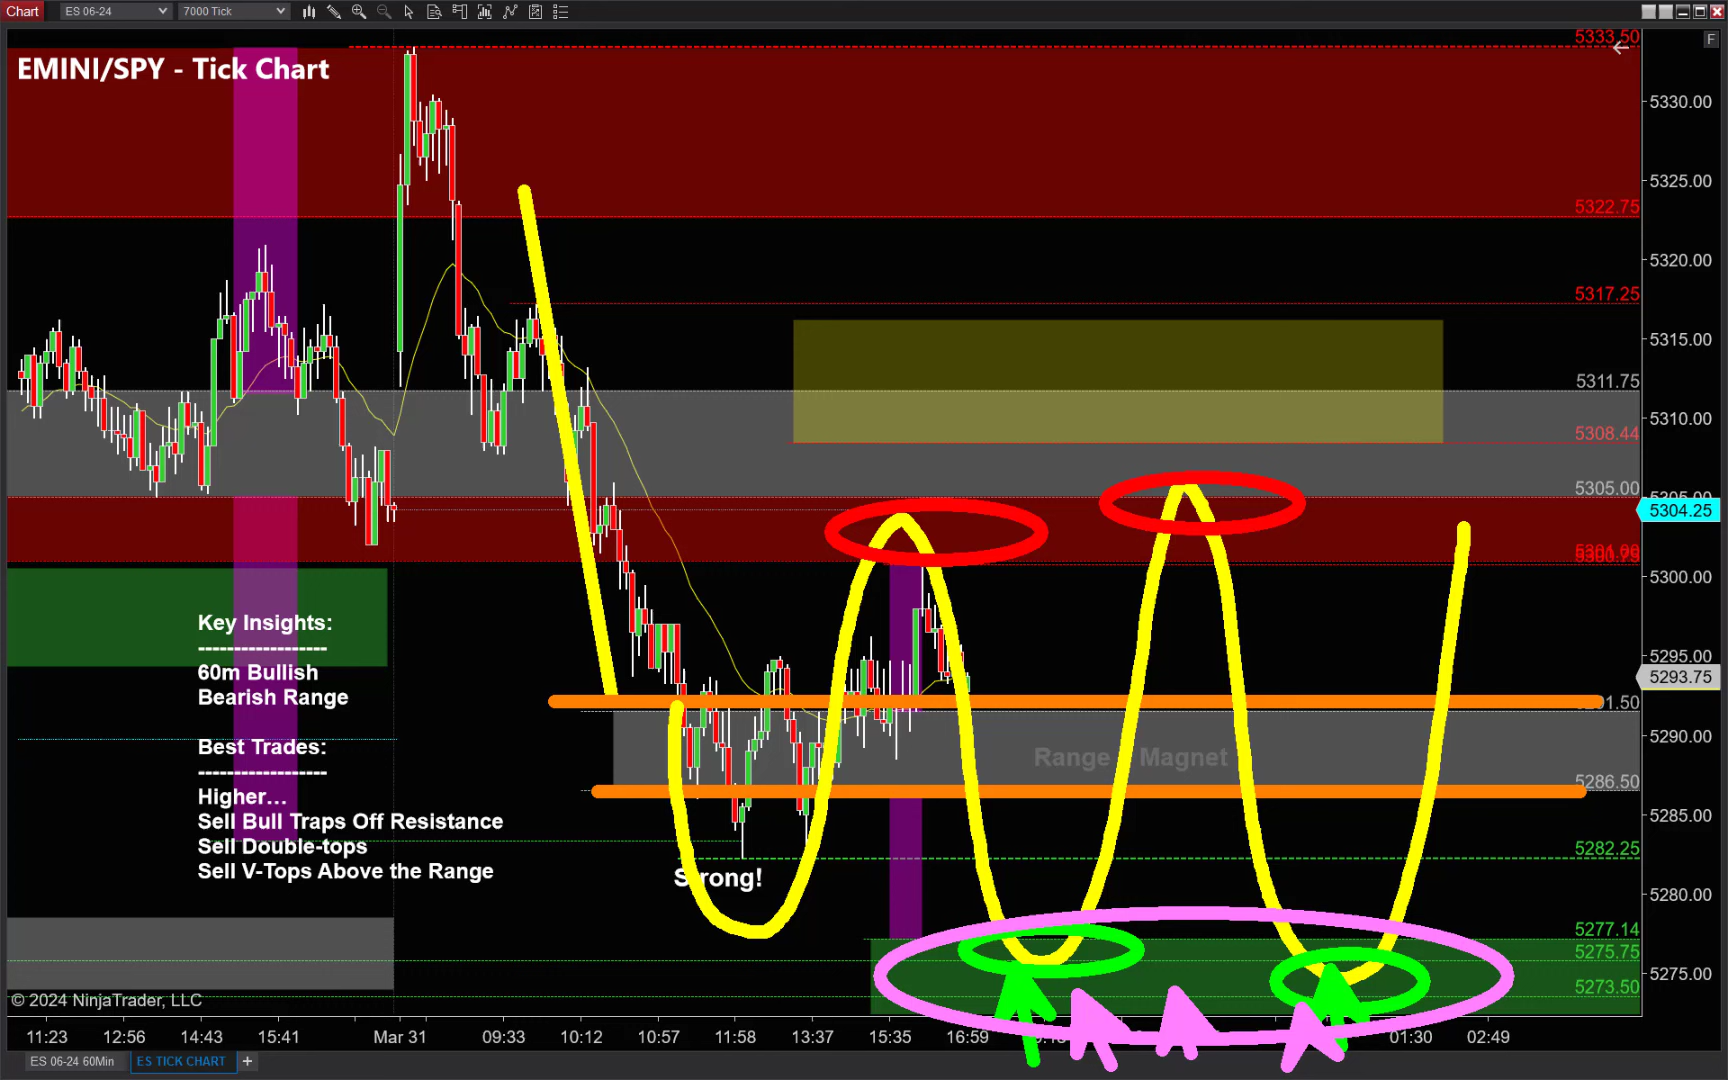 Chart ES 06-24 7000 Tick
F
EMINI/SPY - Tick Chart
5333.50
5330.00
5325.00
5322.75
5320.00
5317.25
5315.00
5311.75
5310.00
5308.44
5305.00
5305.00
5304.25
5300.75
5300.00
Key Insights:
------------------
60m Bullish
Bearish Range
5295.00
5293.75
Best Trades:
------------------
Higher...
Sell Bull Traps Off Resistance
Sell Double-tops
Sell V-Tops Above the Range
5290.00
Range Magnet
5286.50
5285.00
5282.25
Strong!
5280.00
5277.14
5275.75
5275.00
5273.50
© 2024 NinjaTrader, LLC
11:23 12:56 14:43 15:41 Mar 31 09:33 10:12 10:57 11:58 13:37 15:35 16:59 01:30 02:49
ES 06-24 60Min ES TICK CHART +